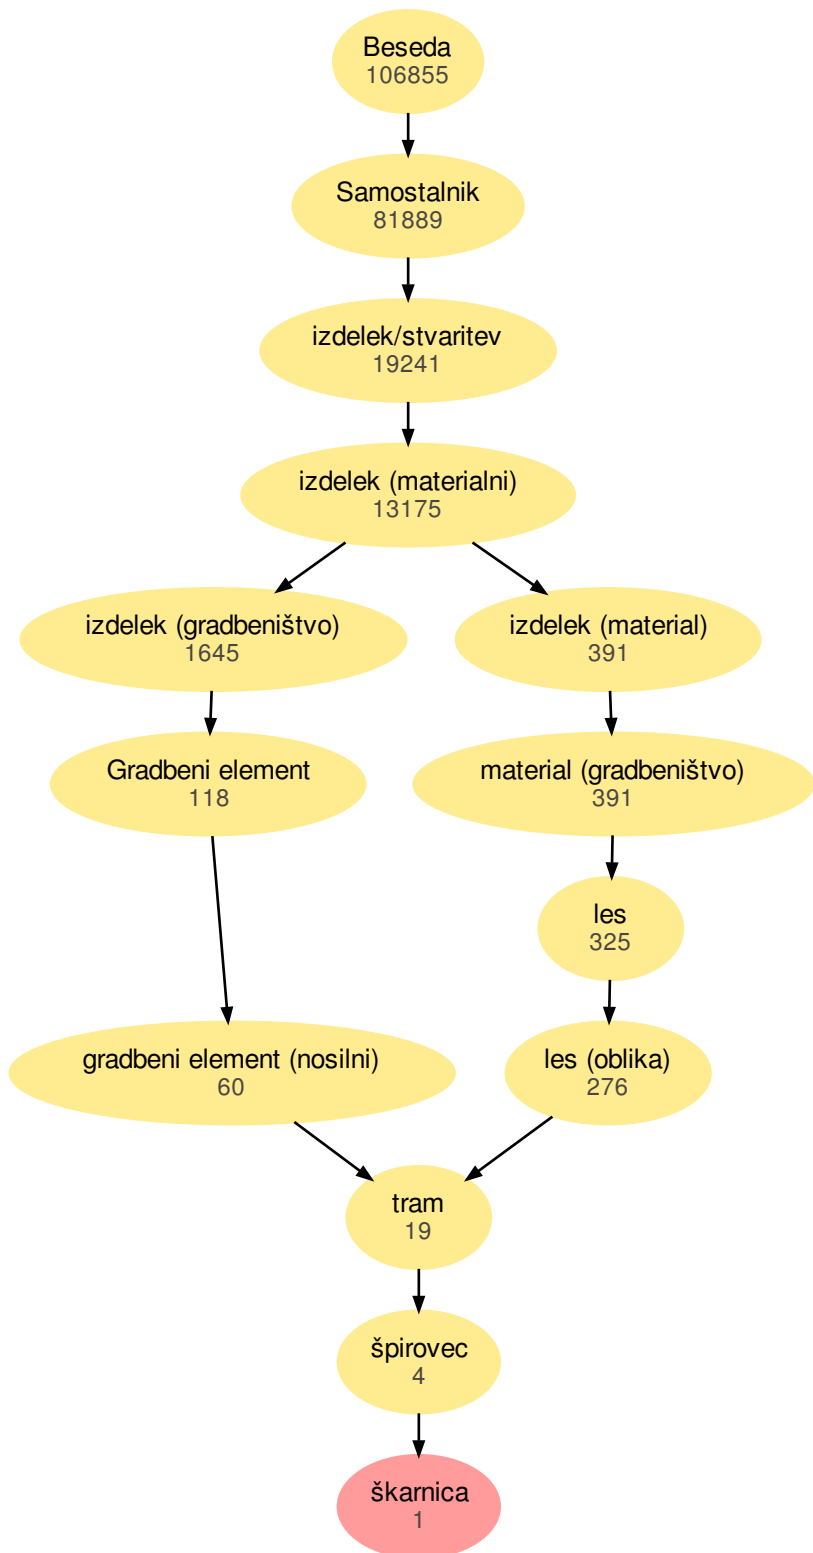 Beseda
106855
Samostalnik
81889
izdelek/stvaritev
19241
izdelek (materialni)
13175
izdelek (gradbeništvo)
1645
izdelek (material)
391
Gradbeni element
118
material (gradbeništvo)
391
les
325
gradbeni element (nosilni)
60
les (oblika)
276
tram
19
špirovec
4
škarnica
1